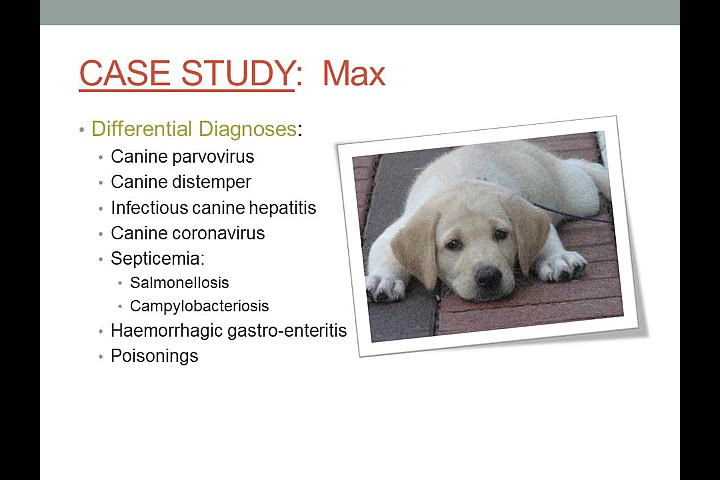 CASE STUDY: Max
• Differential Diagnoses:
• Canine parvovirus
• Canine distemper
• Infectious canine hepatitis
• Canine coronavirus
• Septicemia:
• Salmonellosis
• Campylobacteriosis
• Haemorrhagic gastro-enteritis
• Poisonings